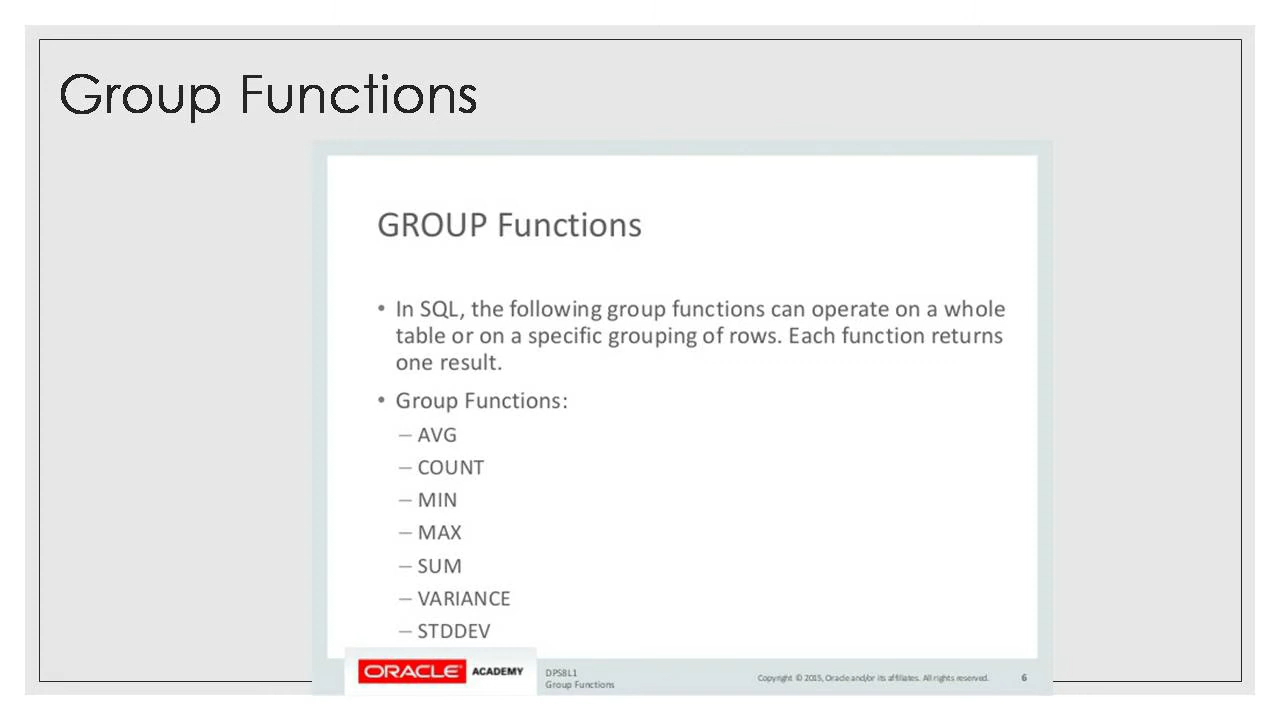 Group Functions
GROUP Functions
• In SQL, the following group functions can operate on a whole
table or on a specific grouping of rows. Each function returns
one result.
• Group Functions:
– AVG
– COUNT
– MIN
– MAX
– SUM
– VARIANCE
– STDDEV
ORACLE® ACADEMY
DPS8L1
Group Functions
Copyright © 2015, Oracle and/or its affiliates. All rights reserved.
6